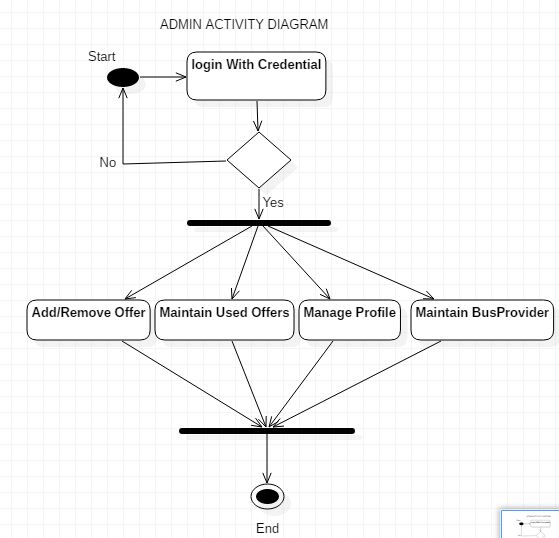 ADMIN ACTIVITY DIAGRAM
Start
login With Credential
No
Yes
Add/Remove Offer
Maintain Used Offers
Manage Profile
Maintain BusProvider
End